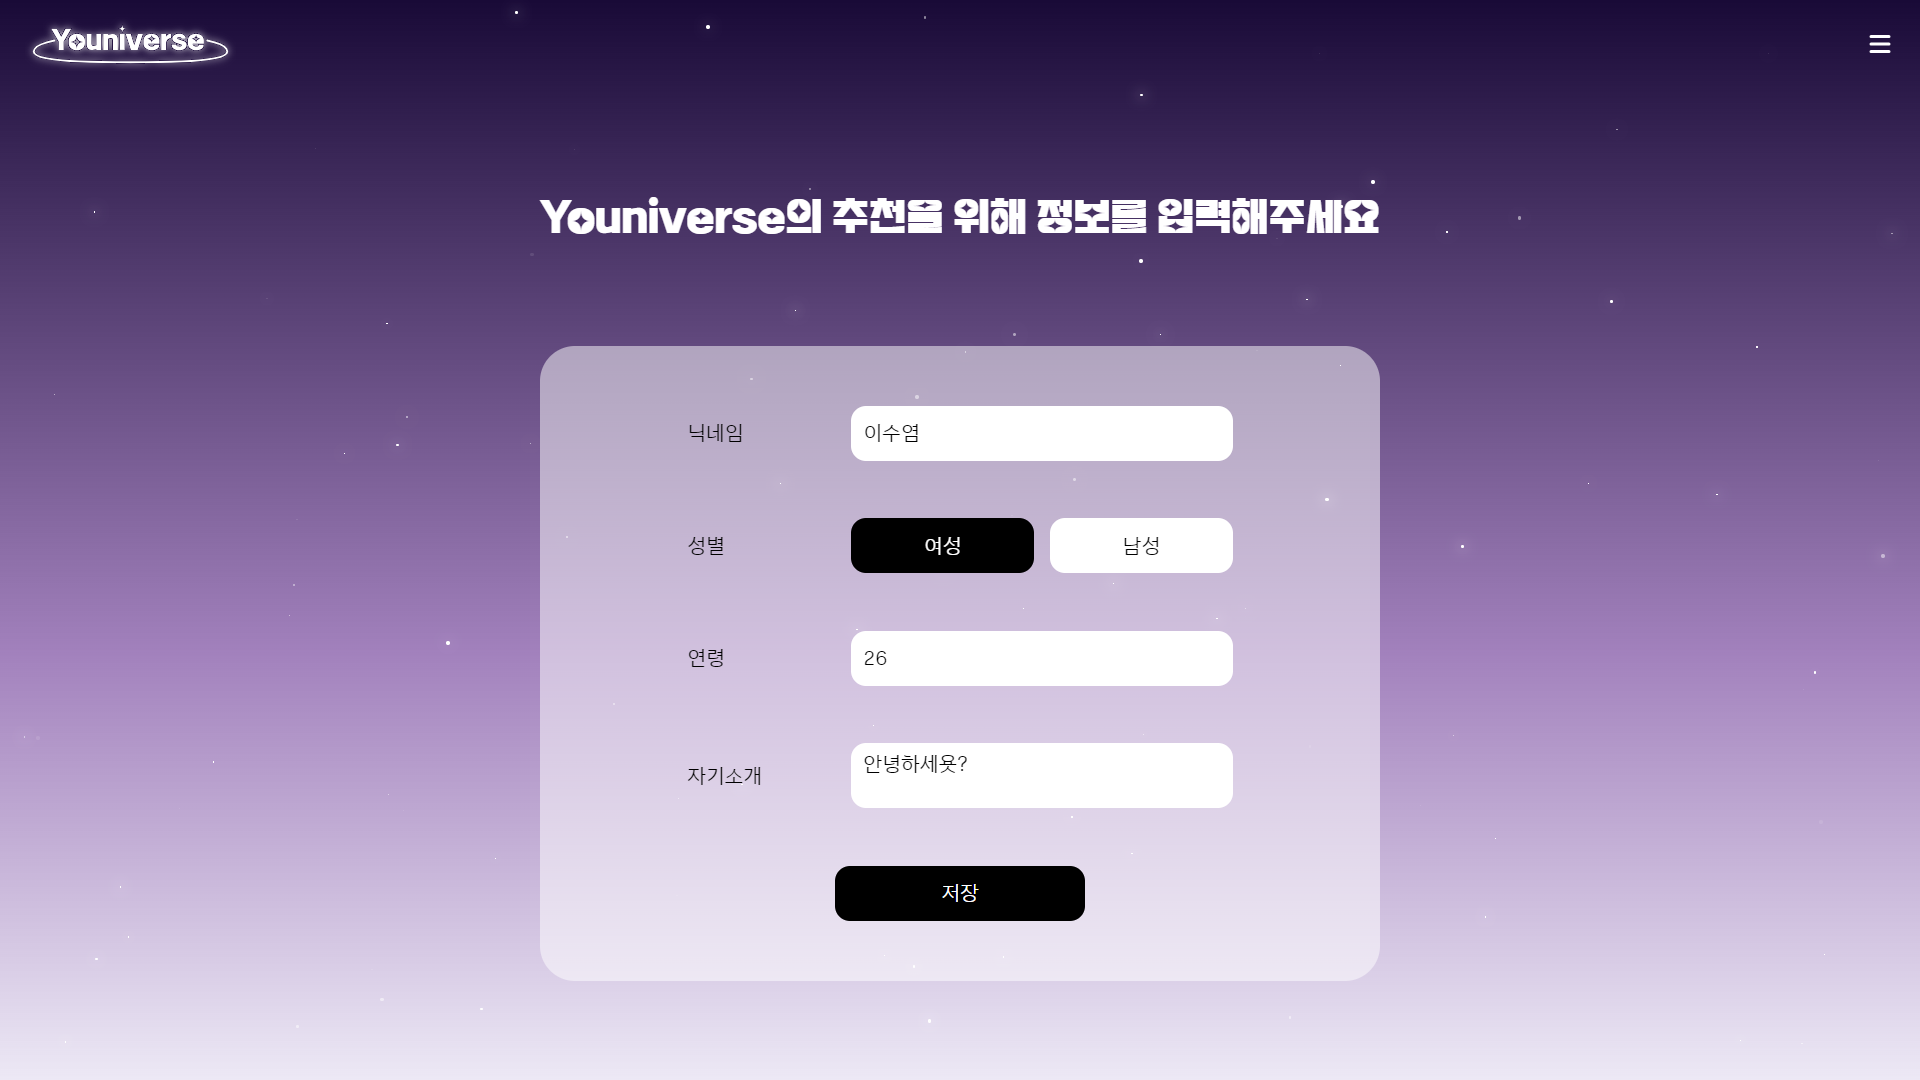 Youniverse
Youniverse의 추천을 위해 정보를 입력해주세요
닉네임
이수염
성별
여성
남성
연령
26
자기소개
안녕하세욧?
저장